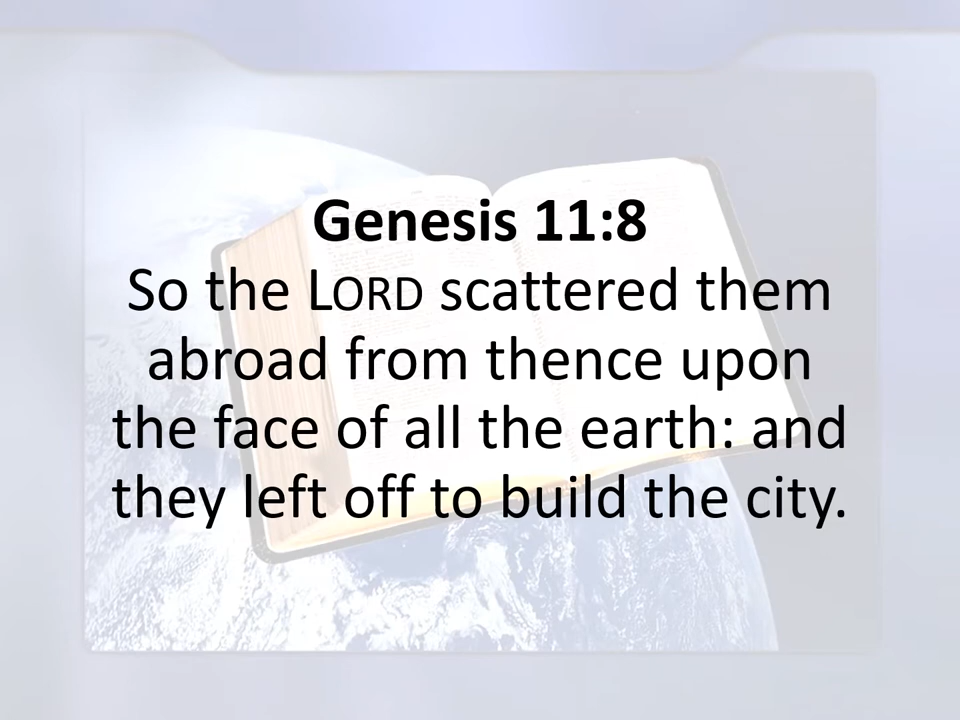 Genesis 11:8
So the LORD scattered them
abroad from thence upon
the face of all the earth: and
they left off to build the city.